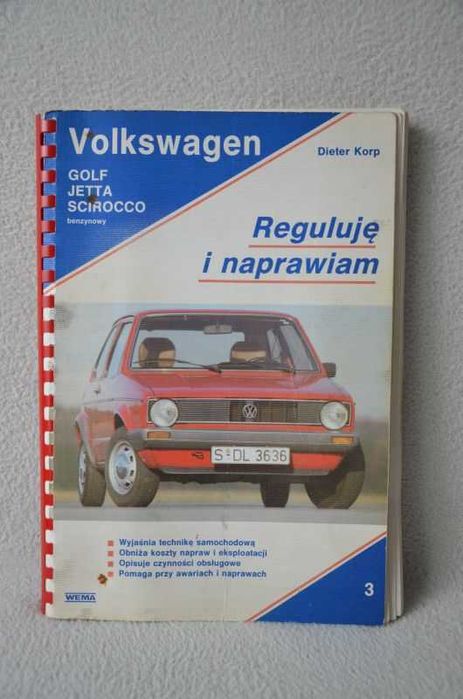 Volkswagen
Dieter Korp
GOLF
JETTA
SCIROCCO
benzynowy
Reguluję
i naprawiam
S-DL 3636
Wyjaśnia technikę samochodową
Obniża koszty napraw i eksploatacji
Opisuje czynności obsługowe
Pomaga przy awariach i naprawach
WEMA
3